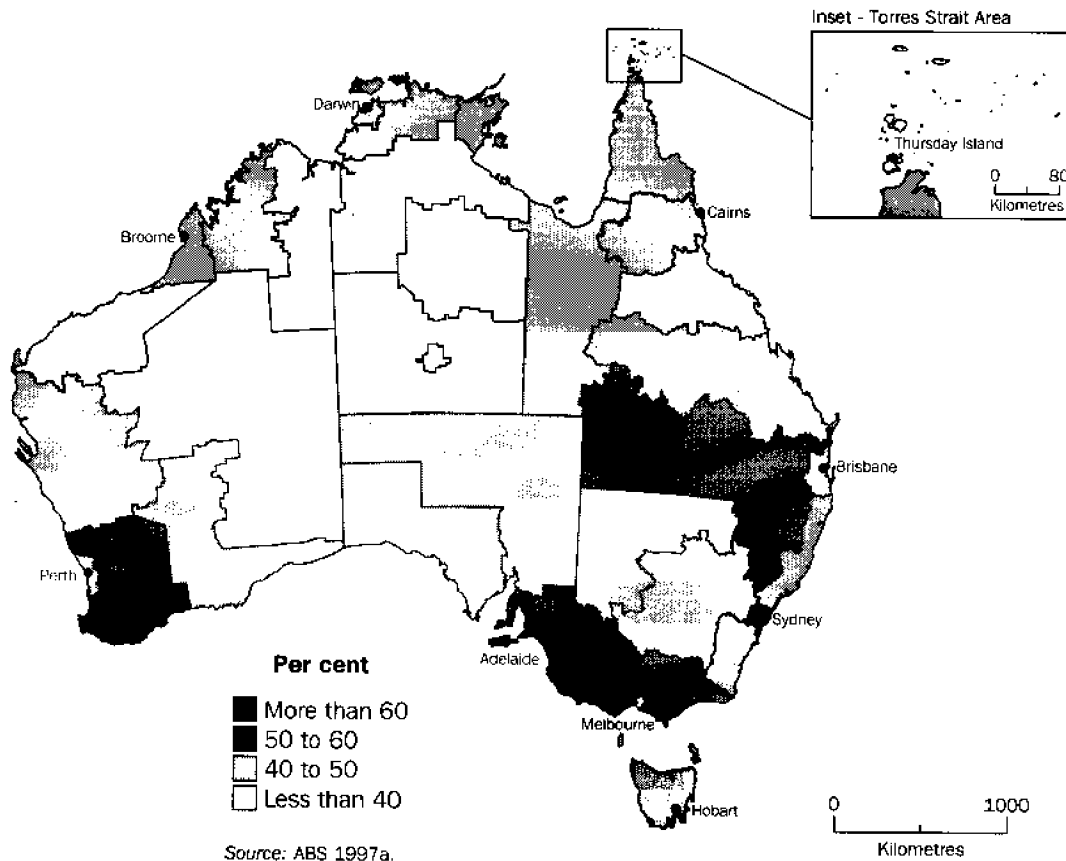 Inset - Torres Strait Area
Thursday Island
0 80
Kilometres
Darwin
Cairns
Broome
Brisbane
Perth
Sydney
Adelaide
Melbourne
Hobart
Per cent
More than 60
50 to 60
40 to 50
Less than 40
0 1000
Kilometres
Source: ABS 1997a.